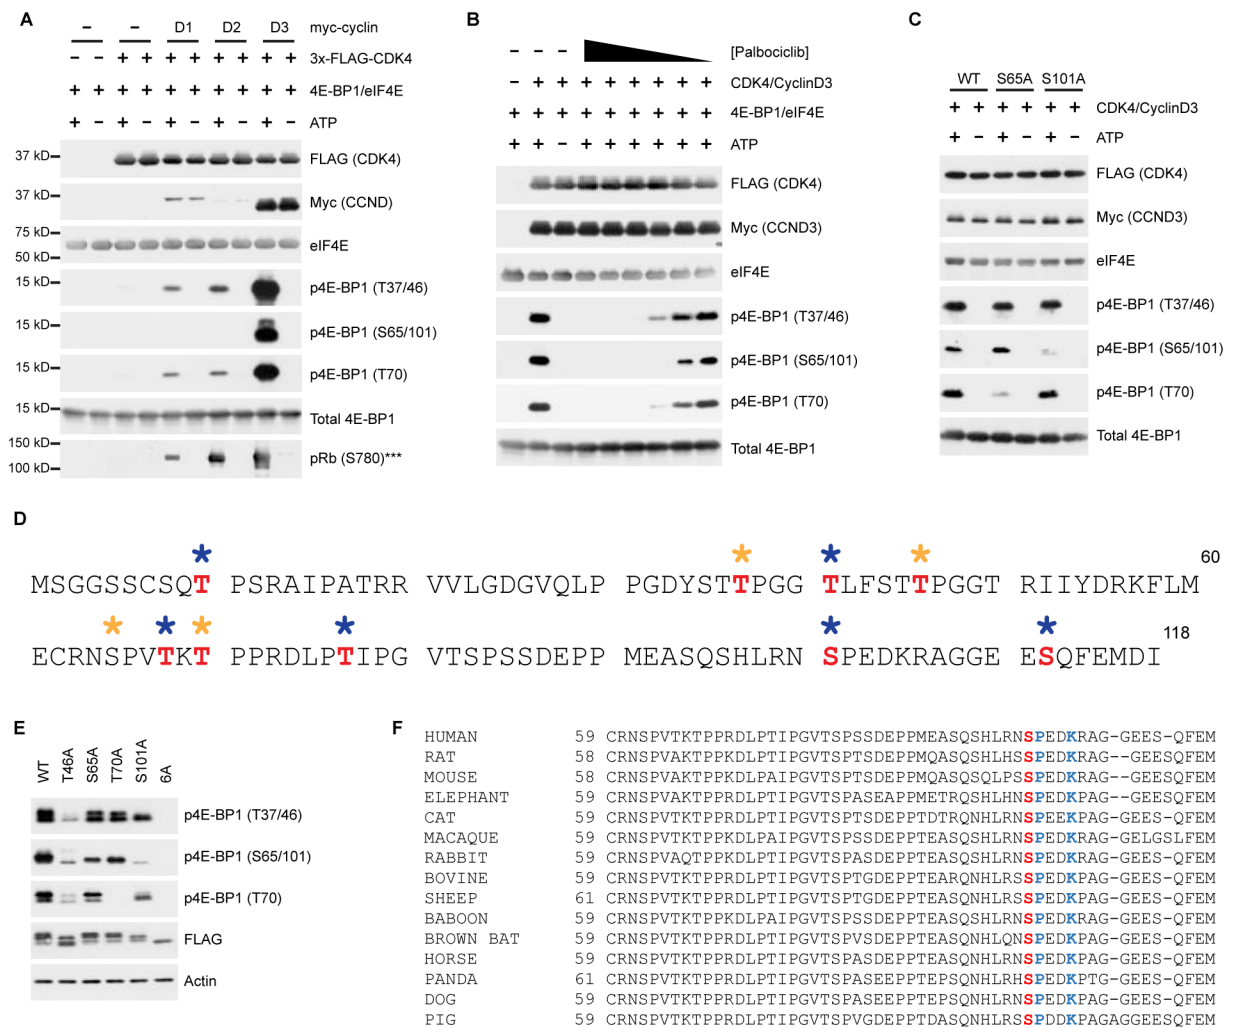 A
– – D1 D2 D3 myc-cyclin
– – + + + + + + + + 3x-FLAG-CDK4
+ + + + + + + + + + 4E-BP1/eIF4E
+ – + – + – + – + – ATP
37 kD FLAG (CDK4)
37 kD Myc (CCND)
75 kD
eIF4E
50 kD
15 kD p4E-BP1 (T37/46)
15 kD p4E-BP1 (S65/101)
15 kD p4E-BP1 (T70)
15 kD Total 4E-BP1
150 kD
pRb (S780)***
100 kD
B
– – – [Palbociclib]
– + + + + + + + + CDK4/CyclinD3
+ + + + + + + + + 4E-BP1/eIF4E
+ + – + + + + + + ATP
FLAG (CDK4)
Myc (CCND3)
eIF4E
p4E-BP1 (T37/46)
p4E-BP1 (S65/101)
p4E-BP1 (T70)
Total 4E-BP1
C
WT S65A S101A
+ + + + + + CDK4/CyclinD3
+ – + – + – ATP
FLAG (CDK4)
Myc (CCND3)
eIF4E
p4E-BP1 (T37/46)
p4E-BP1 (S65/101)
p4E-BP1 (T70)
Total 4E-BP1
D
* * * *
MSGGSSCSQT PSRAIPATRR VVLGDGVQLP PGDYSTTPGG TLFSTTPGGT RIIYDRKFLM 60
* * * * * *
ECRNSPVTKT PPRDLPTIPG VTSPSSDEPP MEASQSHLRN SPEDKRAGGE ESQFEMDI 118
E
WT T46A S65A T70A S101A 6A
p4E-BP1 (T37/46)
p4E-BP1 (S65/101)
p4E-BP1 (T70)
FLAG
Actin
F
HUMAN 59 CRNSPVTKTPPRDLPTIPGVTSPSSDEPPMEASQSHLRNSPEDKRAG-GEES-QFEM
RAT 58 CRNSPVTKTPPKDLPTIPGVTSPTSDEPPMQASQSHLHSSPEDKRAG--GEESQFEM
MOUSE 58 CRNSPVAKTPPKDLPTIPGVTSPTSDEPPMQASQSQLPSSPEDKRAG--GEESQFEM
ELEPHANT 59 CRNSPVAKTPPRDLPTIPGVTSPASEAPPMETRQSHLHNSPEDKPAG--GEESQFEM
CAT 59 CRNSPVTKTPPRDLPTIPGVTSPTTDEPPTDTRQSHLRNSPEEKPAG-GEES-QFEM
MACAQUE 59 CRNSPVTKTPPKDLPAIPGVTSPSSDEPPMEASQSHLRNSPEDKRAG-GELGSLFEM
RABBIT 59 CRNSPVAQTPPKDLPTIPGVTSPASDEPPTEASQSHLRNSPEDKRAG-GEES-QFEM
BOVINE 59 CRNSPVTKTPPRDLPTIPGVTSPTGDEPPTEARQNHLRSSPEDKPAG-GEES-QFEM
SHEEP 61 CRNSPVTKTPPRDLPTIPGVTSPTGDEPPTEARQNHLRSSPEDKPAG-GEES-QFEM
BABOON 59 CRNSPVTKTPPKDLPAIPGVTSPSSDEPPMEASQSHLRNSPEDKRAG-GEES-QFEM
BROWN BAT 59 CRNSPVTKTPPRDLPTIPGVTSPVSDEPPTEASQNHLQNSPEDKPAG-GEES-QFEM
HORSE 59 CRNSPVTKTPPRDLPTIPGVTSPASDEPPTEASQSHLRNSPEDKPAG-GEES-QFEM
PANDA 61 CRNSPVTKTPPRDLPTIPGVTSPASEEPPTEPSQNHLRHSPEDSKPTG-GEES-QFEM
DOG 59 CRNSPVTKTPPRDLPTIPGVTSPASDEPPTEPSQNHLRNSPEDKRAG-GEES-QFEM
PIG 59 CRNSPVTKTPPRDLPTIPGVTSPVGDEPPTDASQNHLRSSPDDKPAGAGGEESQFEM